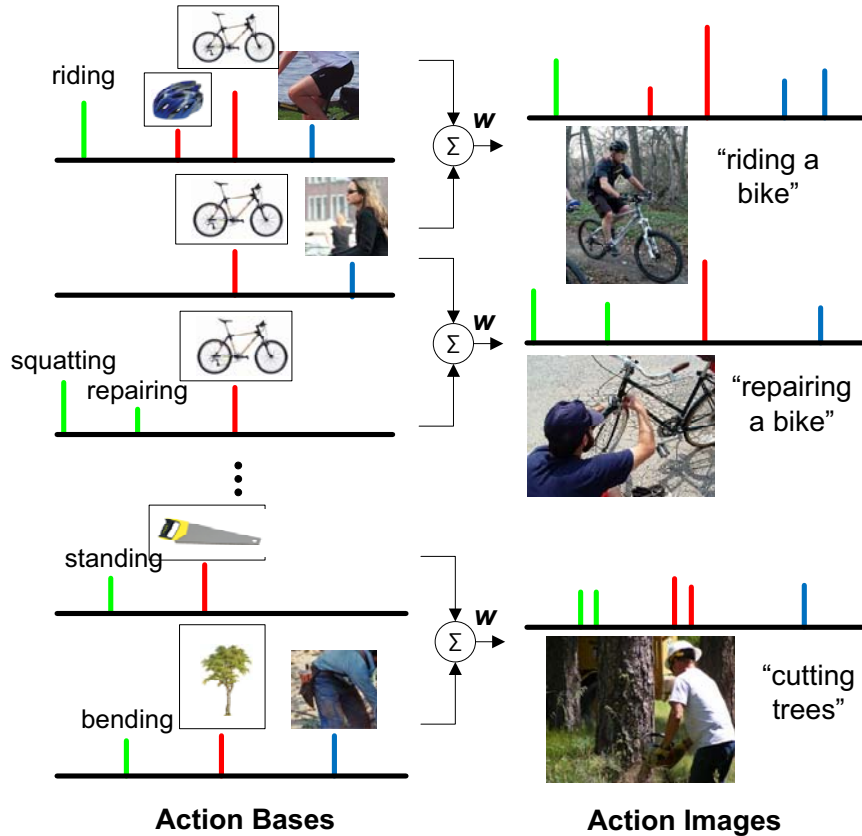 riding
Σ
w
“riding a
bike”
squatting
repairing
Σ
w
“repairing
a bike”
standing
bending
Σ
w
“cutting
trees”
Action Bases
Action Images